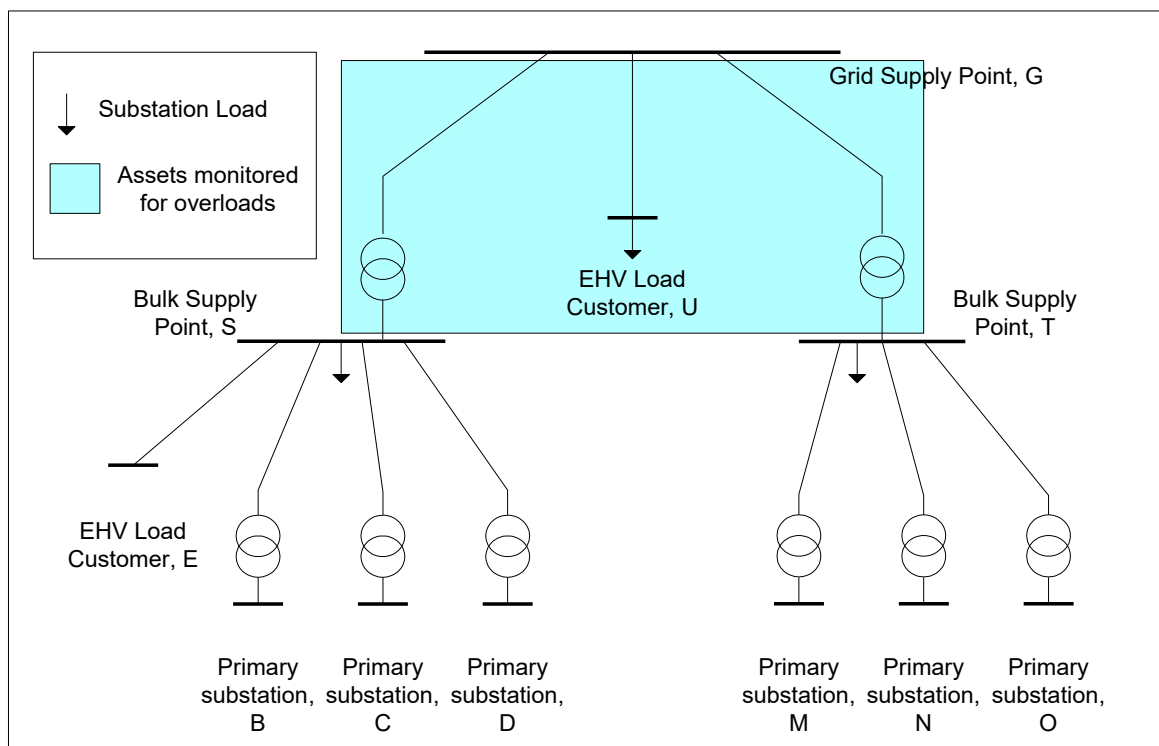 Grid Supply Point, G
Substation Load
Assets monitored
for overloads
EHV Load
Customer, U
Bulk Supply
Point, S
Bulk Supply
Point, T
EHV Load
Customer, E
Primary
substation,
B
Primary
substation,
C
Primary
substation,
D
Primary
substation,
M
Primary
substation,
N
Primary
substation,
O